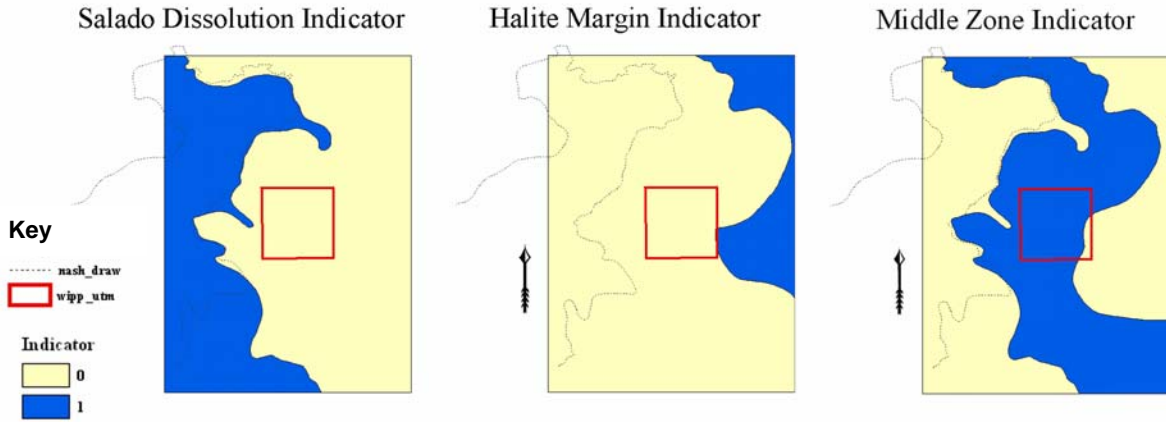 Salado Dissolution Indicator
Halite Margin Indicator
Middle Zone Indicator
Key
nash_draw
wipp_utm
Indicator
0
1